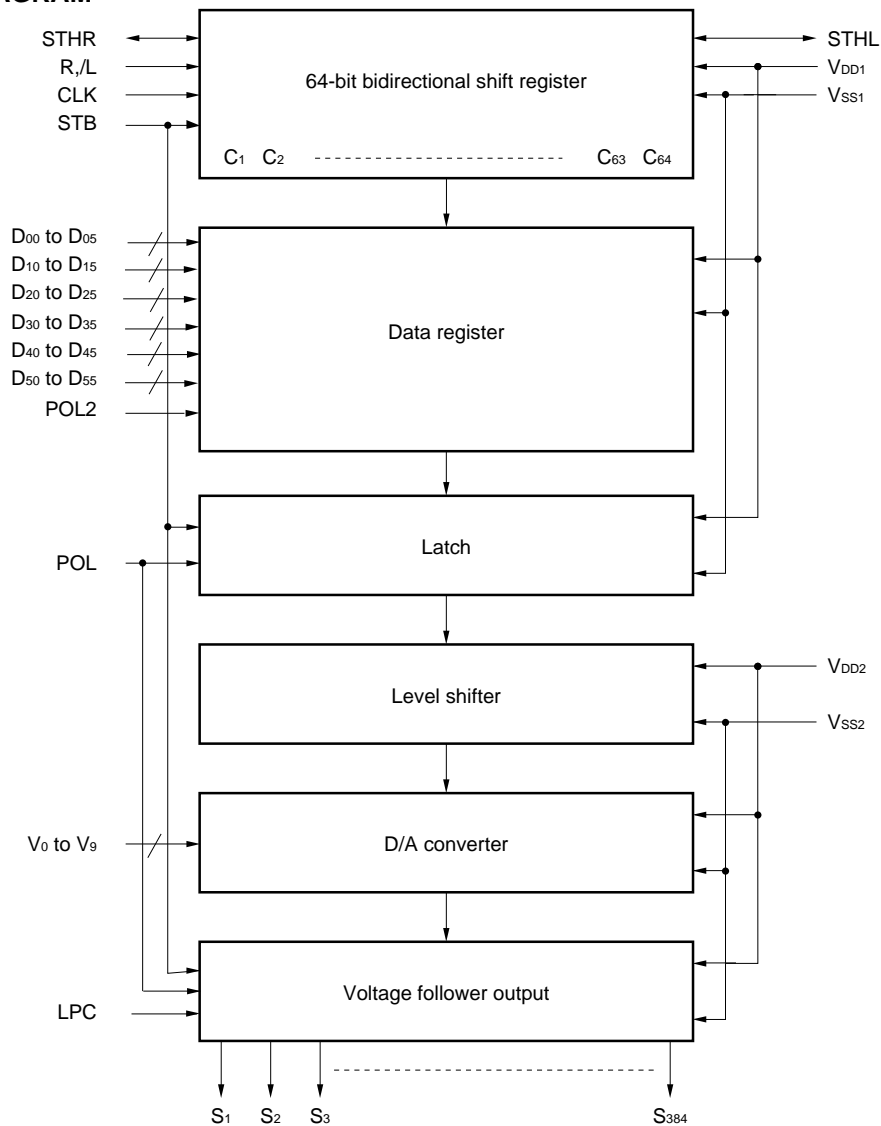 STHR
STHL
R,/L
VDD1
64-bit bidirectional shift register
CLK
VSS1
STB
C1 C2 C63 C64
D00 to D05
D10 to D15
D20 to D25
D30 to D35
Data register
D40 to D45
D50 to D55
POL2
Latch
POL
VDD2
Level shifter
VSS2
V0 to V9
D/A converter
Voltage follower output
LPC
S1 S2 S3 S384